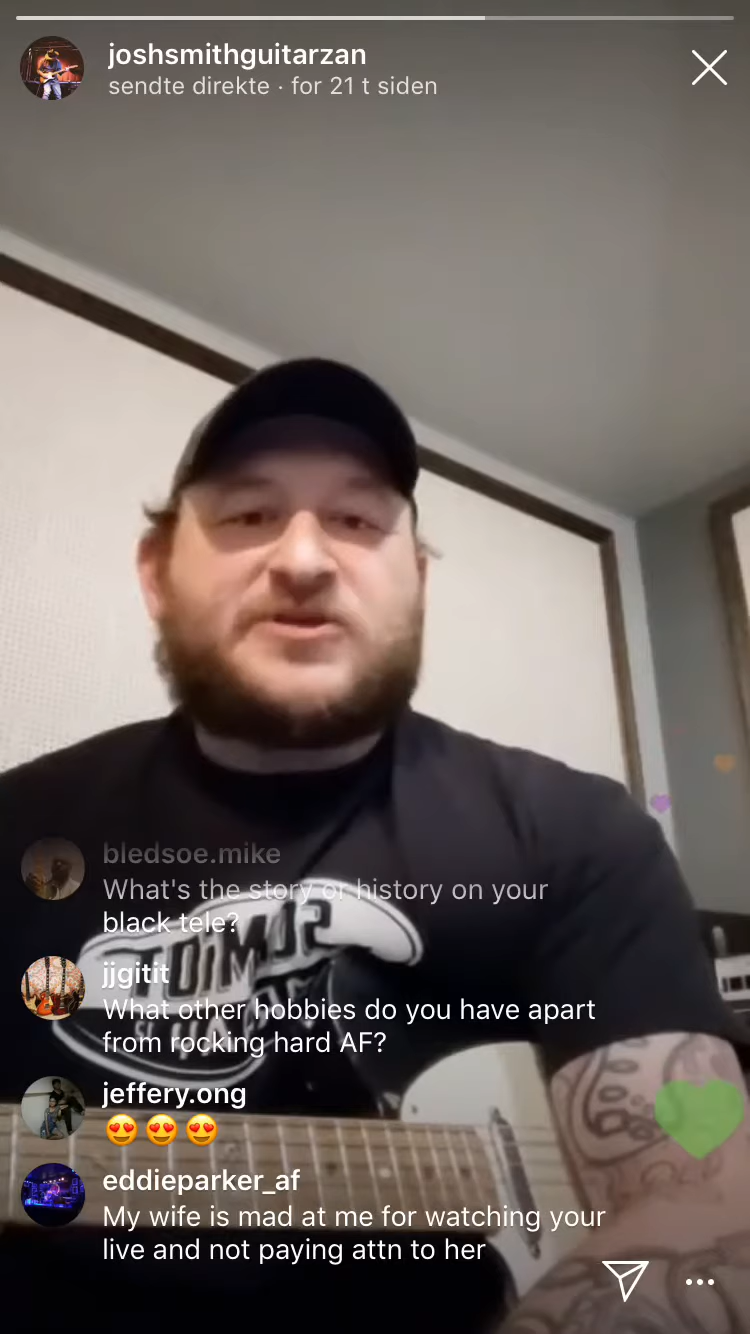 joshsmithguitarzan
sendte direkte · for 21 t siden
bledsoe.mike
What's the story or history on your
black tele?
jjgitit
What other hobbies do you have apart
from rocking hard AF?
jeffery.ong
😍😍😍
eddieparker_af
My wife is mad at me for watching your
live and not paying attn to her